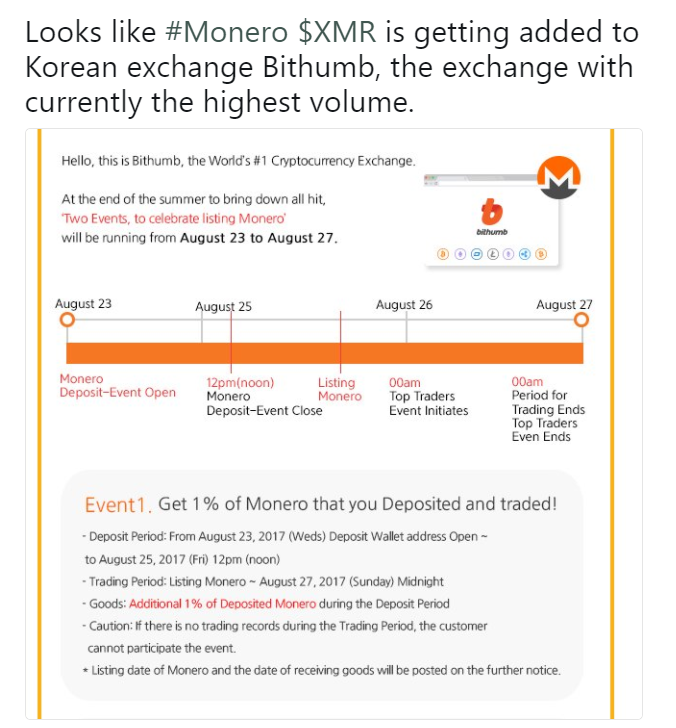 Looks like #Monero $XMR is getting added to
Korean exchange Bithumb, the exchange with
currently the highest volume.
Hello, this is Bithumb, the World's #1 Cryptocurrency Exchange.
At the end of the summer to bring down all hit,
'Two Events, to celebrate listing Monero'
will be running from August 23 to August 27.
bithumb
August 23
August 25
August 26
August 27
Monero
Deposit-Event Open
12pm(noon)
Monero
Deposit-Event Close
Listing
Monero
00am
Top Traders
Event Initiates
00am
Period for
Trading Ends
Top Traders
Even Ends
Event1. Get 1% of Monero that you Deposited and traded!
- Deposit Period: From August 23, 2017 (Weds) Deposit Wallet address Open ~
to August 25, 2017 (Fri) 12pm (noon)
- Trading Period: Listing Monero ~ August 27, 2017 (Sunday) Midnight
- Goods: Additional 1% of Deposited Monero during the Deposit Period
- Caution: If there is no trading records during the Trading Period, the customer
cannot participate the event.
* Listing date of Monero and the date of receiving goods will be posted on the further notice.